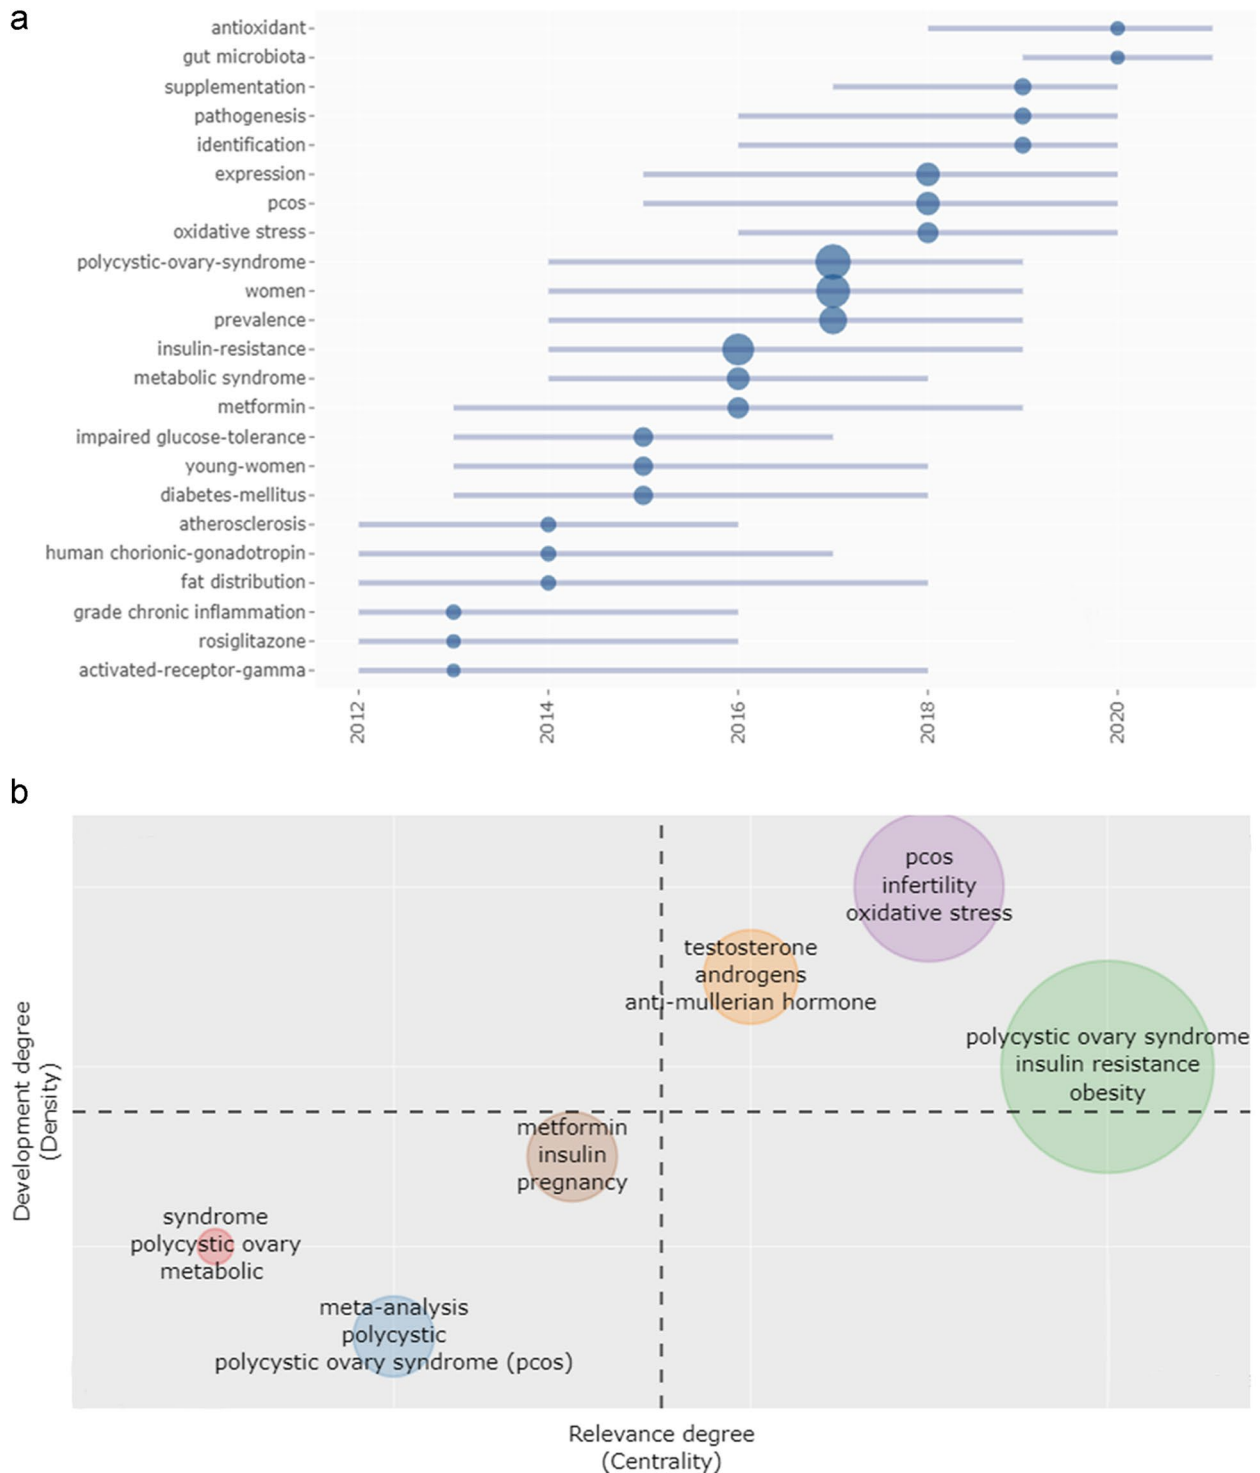 a
antioxidant
gut microbiota
supplementation
pathogenesis
identification
expression
pcos
oxidative stress
polycystic-ovary-syndrome
women
prevalence
insulin-resistance
metabolic syndrome
metformin
impaired glucose-tolerance
young-women
diabetes-mellitus
atherosclerosis
human chorionic-gonadotropin
fat distribution
grade chronic inflammation
rosiglitazone
activated-receptor-gamma
2012
2014
2016
2018
2020
b
pcos
infertility
oxidative stress
testosterone
androgens
anti-mullerian hormone
polycystic ovary syndrome
insulin resistance
obesity
metformin
insulin
pregnancy
syndrome
polycystic ovary
metabolic
meta-analysis
polycystic
polycystic ovary syndrome (pcos)
Development degree
(Density)
Relevance degree
(Centrality)